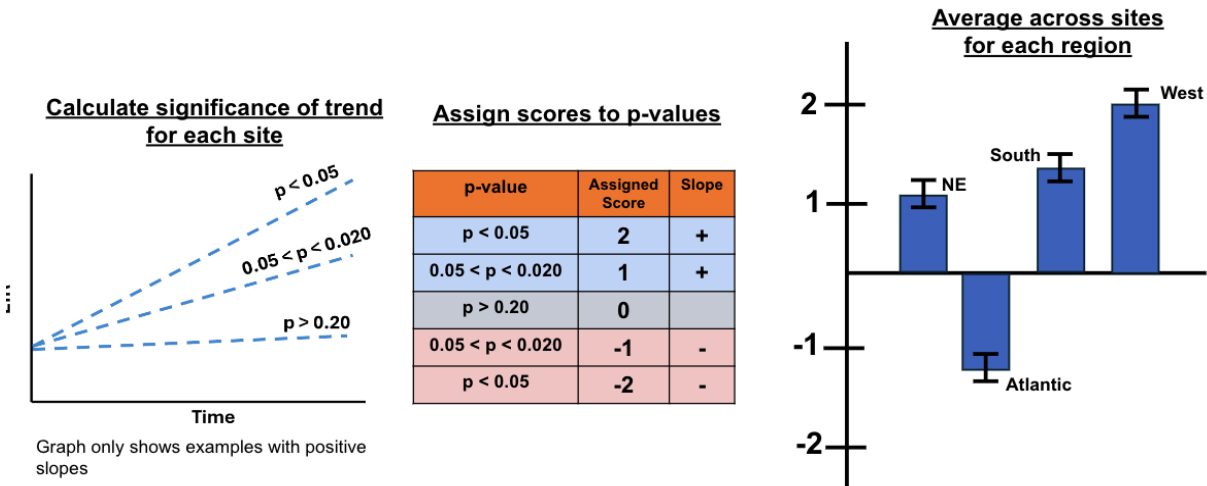 Calculate significance of trend
for each site
p < 0.05
0.05 < p < 0.020
p > 0.20
Time
Graph only shows examples with positive
slopes
Assign scores to p-values
p-value Assigned Score Slope
p < 0.05 2 +
0.05 < p < 0.020 1 +
p > 0.20 0
0.05 < p < 0.020 -1 -
p < 0.05 -2 -
Average across sites
for each region
2
1
-1
-2
NE
Atlantic
South
West